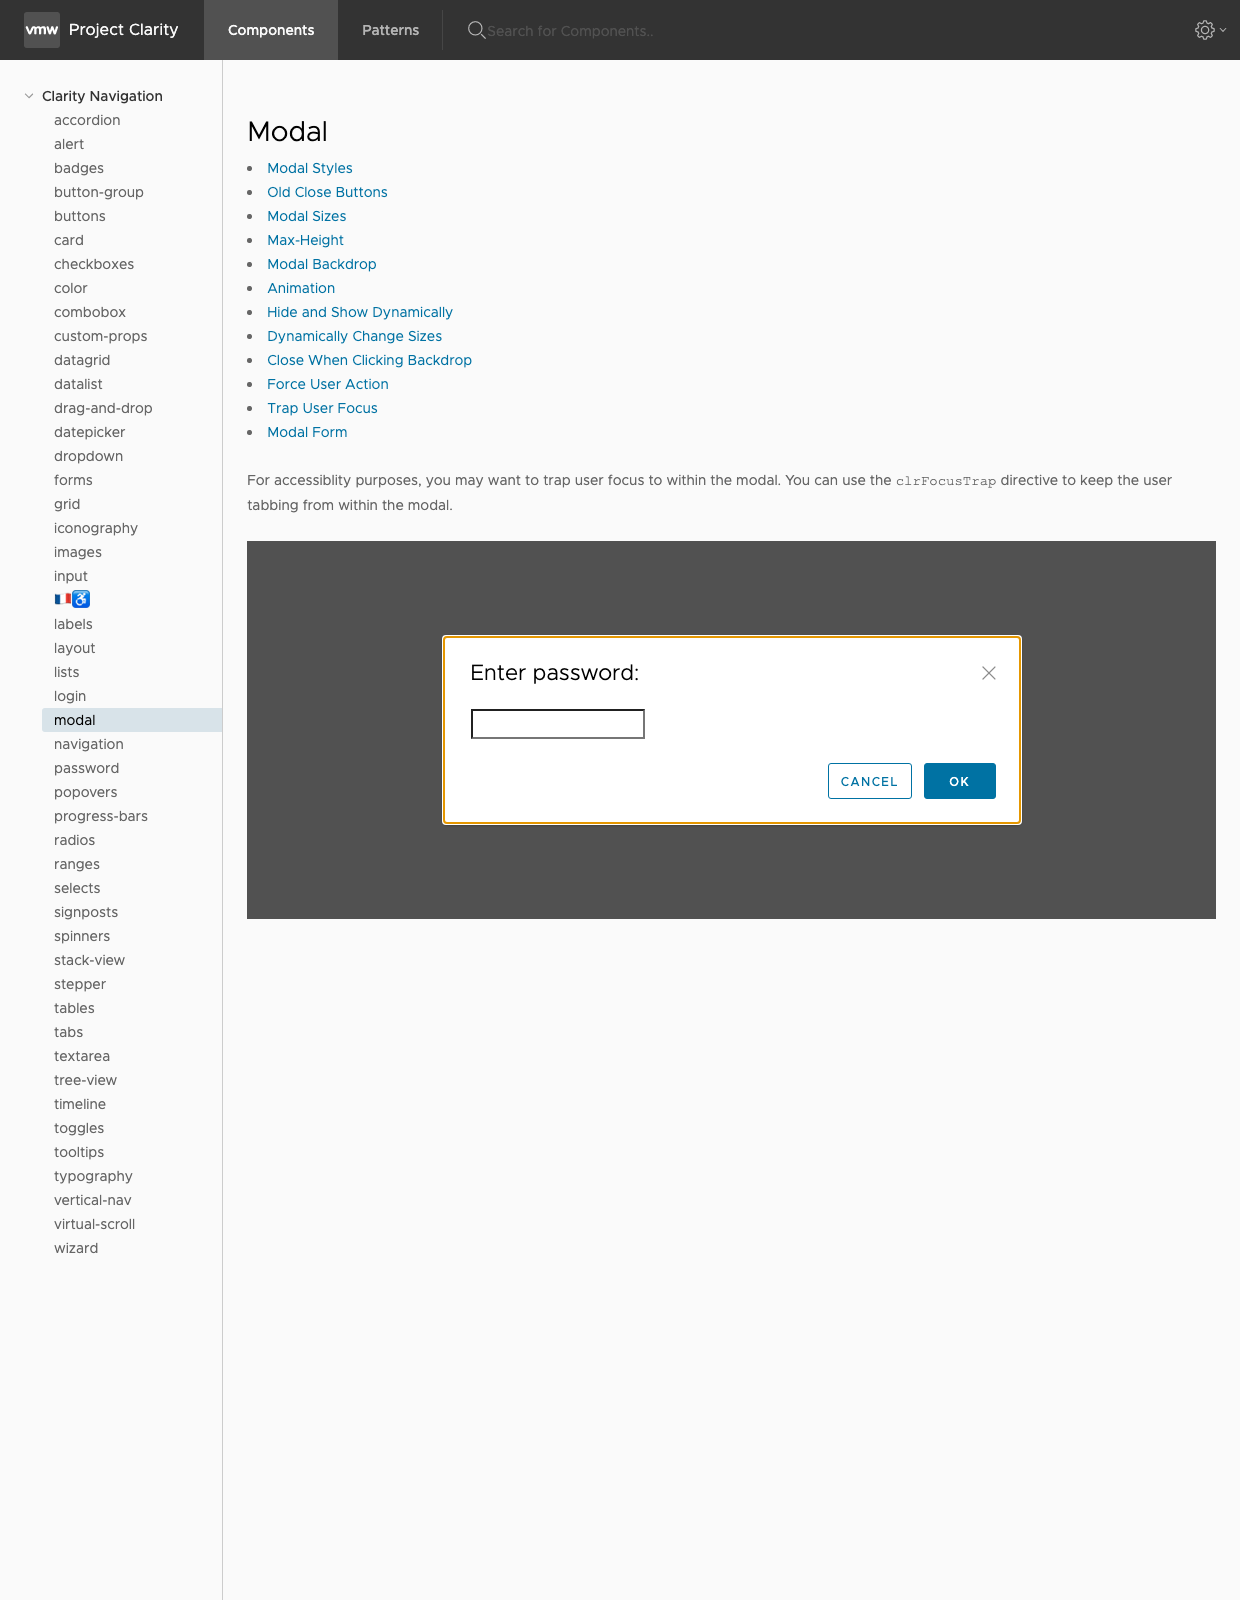 vmw Project Clarity Components Patterns Search for Components..
Clarity Navigation
accordion
alert
badges
button-group
buttons
card
checkboxes
color
combobox
custom-props
datagrid
datalist
drag-and-drop
datepicker
dropdown
forms
grid
iconography
images
input
🇫🇷♿
labels
layout
lists
login
modal
navigation
password
popovers
progress-bars
radios
ranges
selects
signposts
spinners
stack-view
stepper
tables
tabs
textarea
tree-view
timeline
toggles
tooltips
typography
vertical-nav
virtual-scroll
wizard
Modal
• Modal Styles
• Old Close Buttons
• Modal Sizes
• Max-Height
• Modal Backdrop
• Animation
• Hide and Show Dynamically
• Dynamically Change Sizes
• Close When Clicking Backdrop
• Force User Action
• Trap User Focus
• Modal Form
For accessiblity purposes, you may want to trap user focus to within the modal. You can use the clrFocusTrap directive to keep the user
tabbing from within the modal.
Enter password:
CANCEL OK